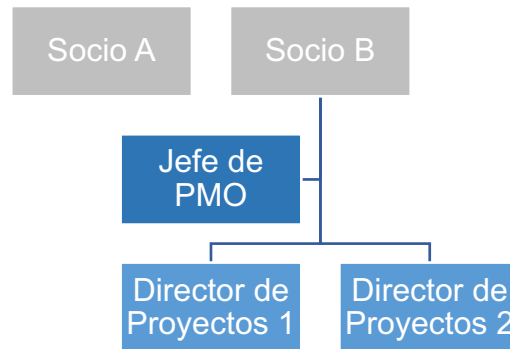 Socio A
Socio B
Jefe de
PMO
Director de
Proyectos 1
Director de
Proyectos 2